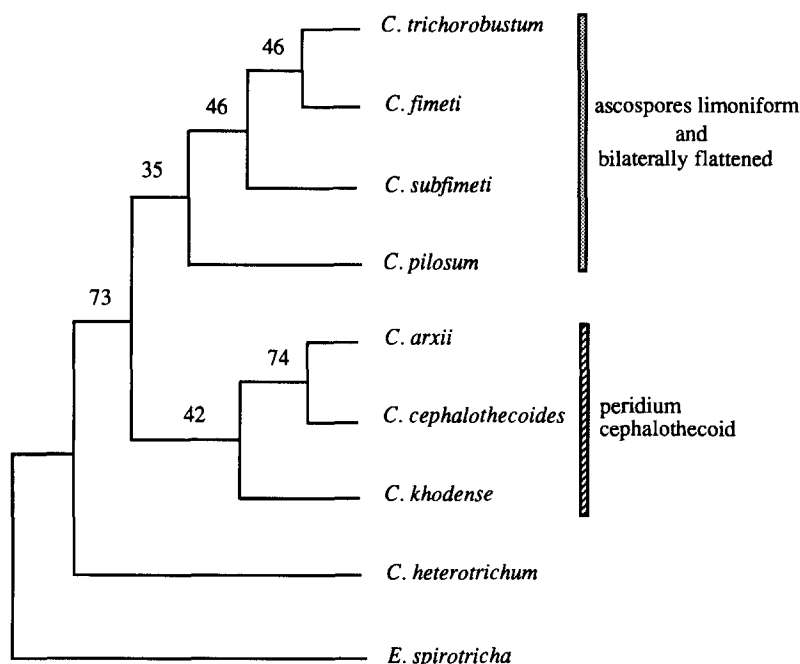 C. trichorobustum
46
C. fimeti
ascospores limoniform
and
bilaterally flattened
46
35
C. subfimeti
C. pilosum
73
C. arxii
74
C. cephalothecoides
peridium
cephalothecoid
42
C. khodense
C. heterotrichum
E. spirotricha